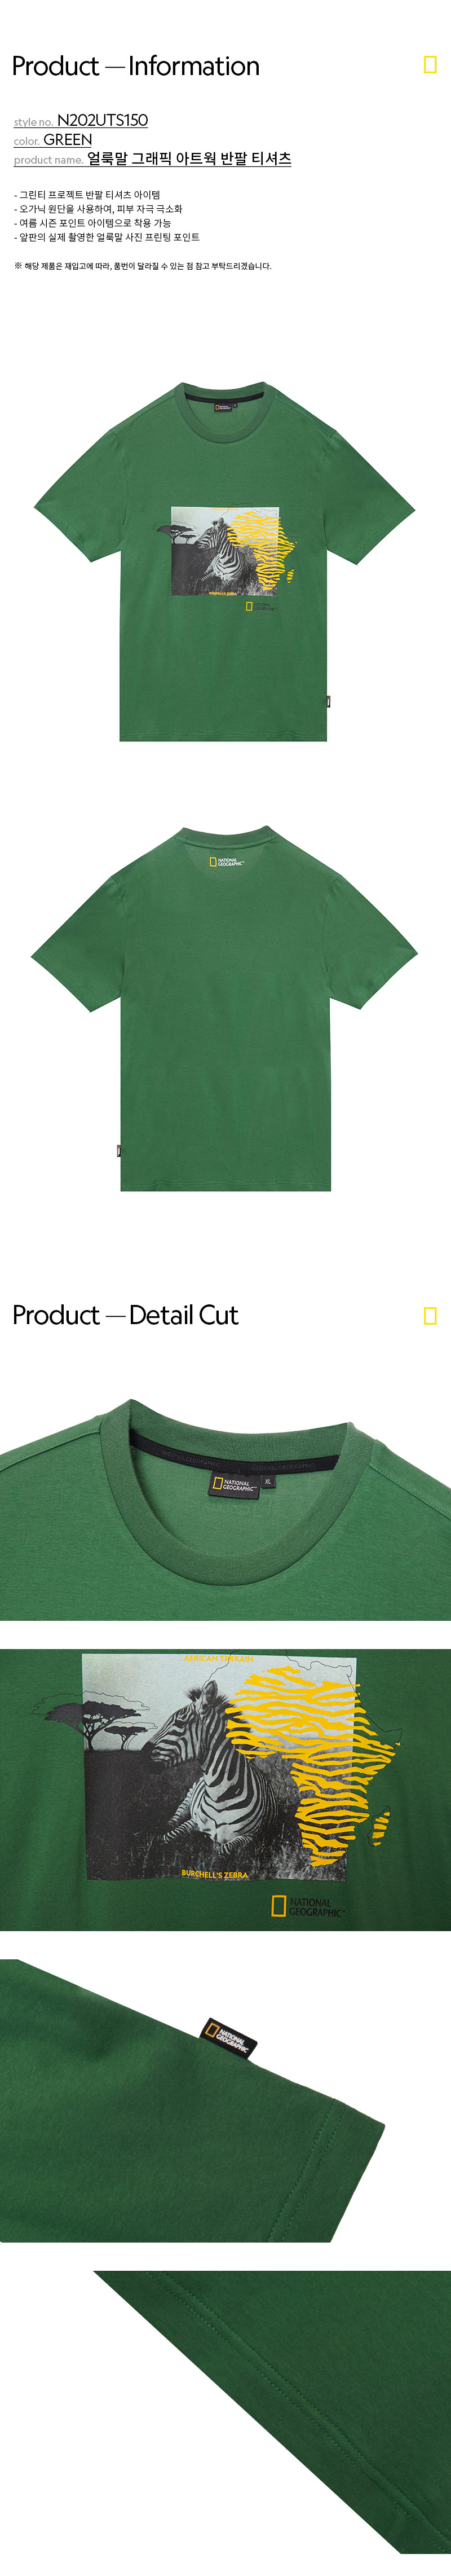 Product — Information
style no. N202UTS150
color. GREEN
product name. 얼룩말 그래픽 아트웍 반팔 티셔츠
- 그린티 프로젝트 반팔 티셔츠 아이템
- 오가닉 원단을 사용하여, 피부 자극 극소화
- 여름 시즌 포인트 아이템으로 착용 가능
- 앞판의 실제 촬영한 얼룩말 사진 프린팅 포인트
※ 해당 제품은 재입고에 따라, 품번이 달라질 수 있는 점 참고 부탁드리겠습니다.
NATIONAL
GEOGRAPHIC
Product — Detail Cut
NATIONAL
GEOGRAPHIC
XL
AFRICAN TERRAIN
BURCHELL'S ZEBRA
NATIONAL
GEOGRAPHIC
NATIONAL
GEOGRAPHIC